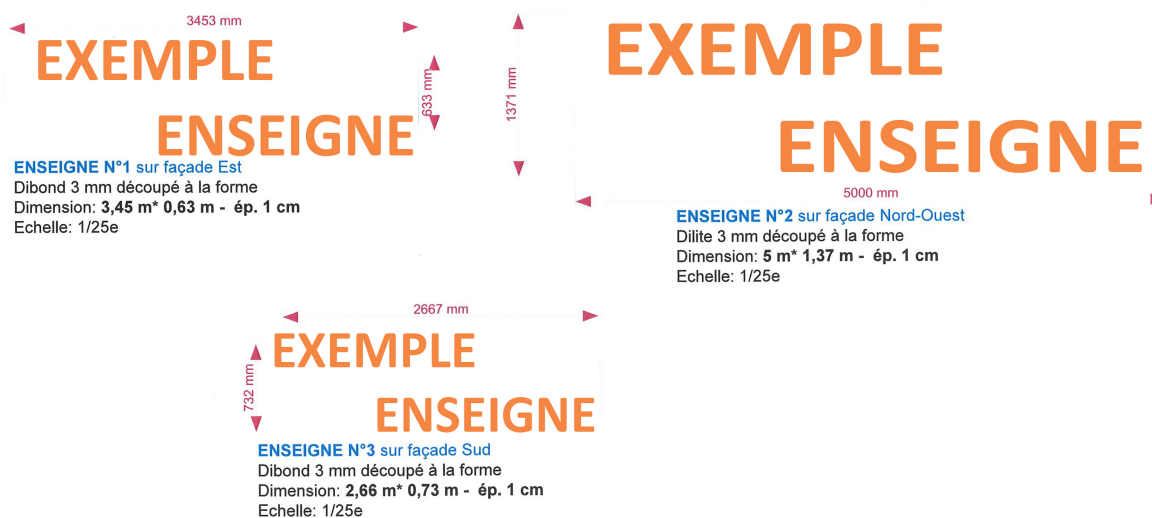 3453 mm
EXEMPLE
633 mm
ENSEIGNE
ENSEIGNE N°1 sur façade Est
Dibond 3 mm découpé à la forme
Dimension: 3,45 m* 0,63 m - ép. 1 cm
Echelle: 1/25e
1371 mm
EXEMPLE
ENSEIGNE
5000 mm
ENSEIGNE N°2 sur façade Nord-Ouest
Dilite 3 mm découpé à la forme
Dimension: 5 m* 1,37 m - ép. 1 cm
Echelle: 1/25e
2667 mm
732 mm
EXEMPLE
ENSEIGNE
ENSEIGNE N°3 sur façade Sud
Dibond 3 mm découpé à la forme
Dimension: 2,66 m* 0,73 m - ép. 1 cm
Echelle: 1/25e